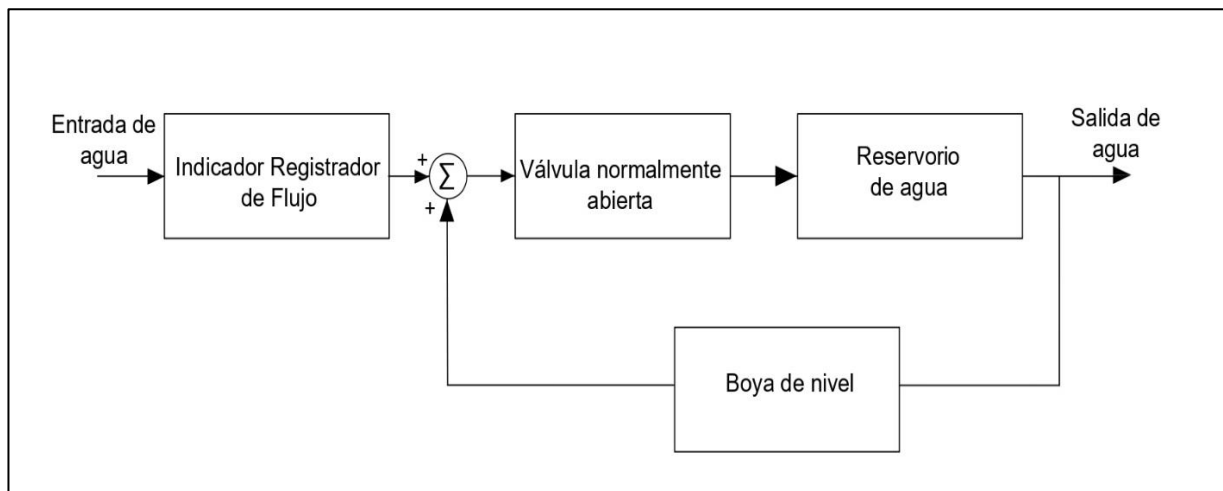 Entrada de
agua
Indicador Registrador
de Flujo
+
Σ
+
Válvula normalmente
abierta
Reservorio
de agua
Salida de
agua
Boya de nivel